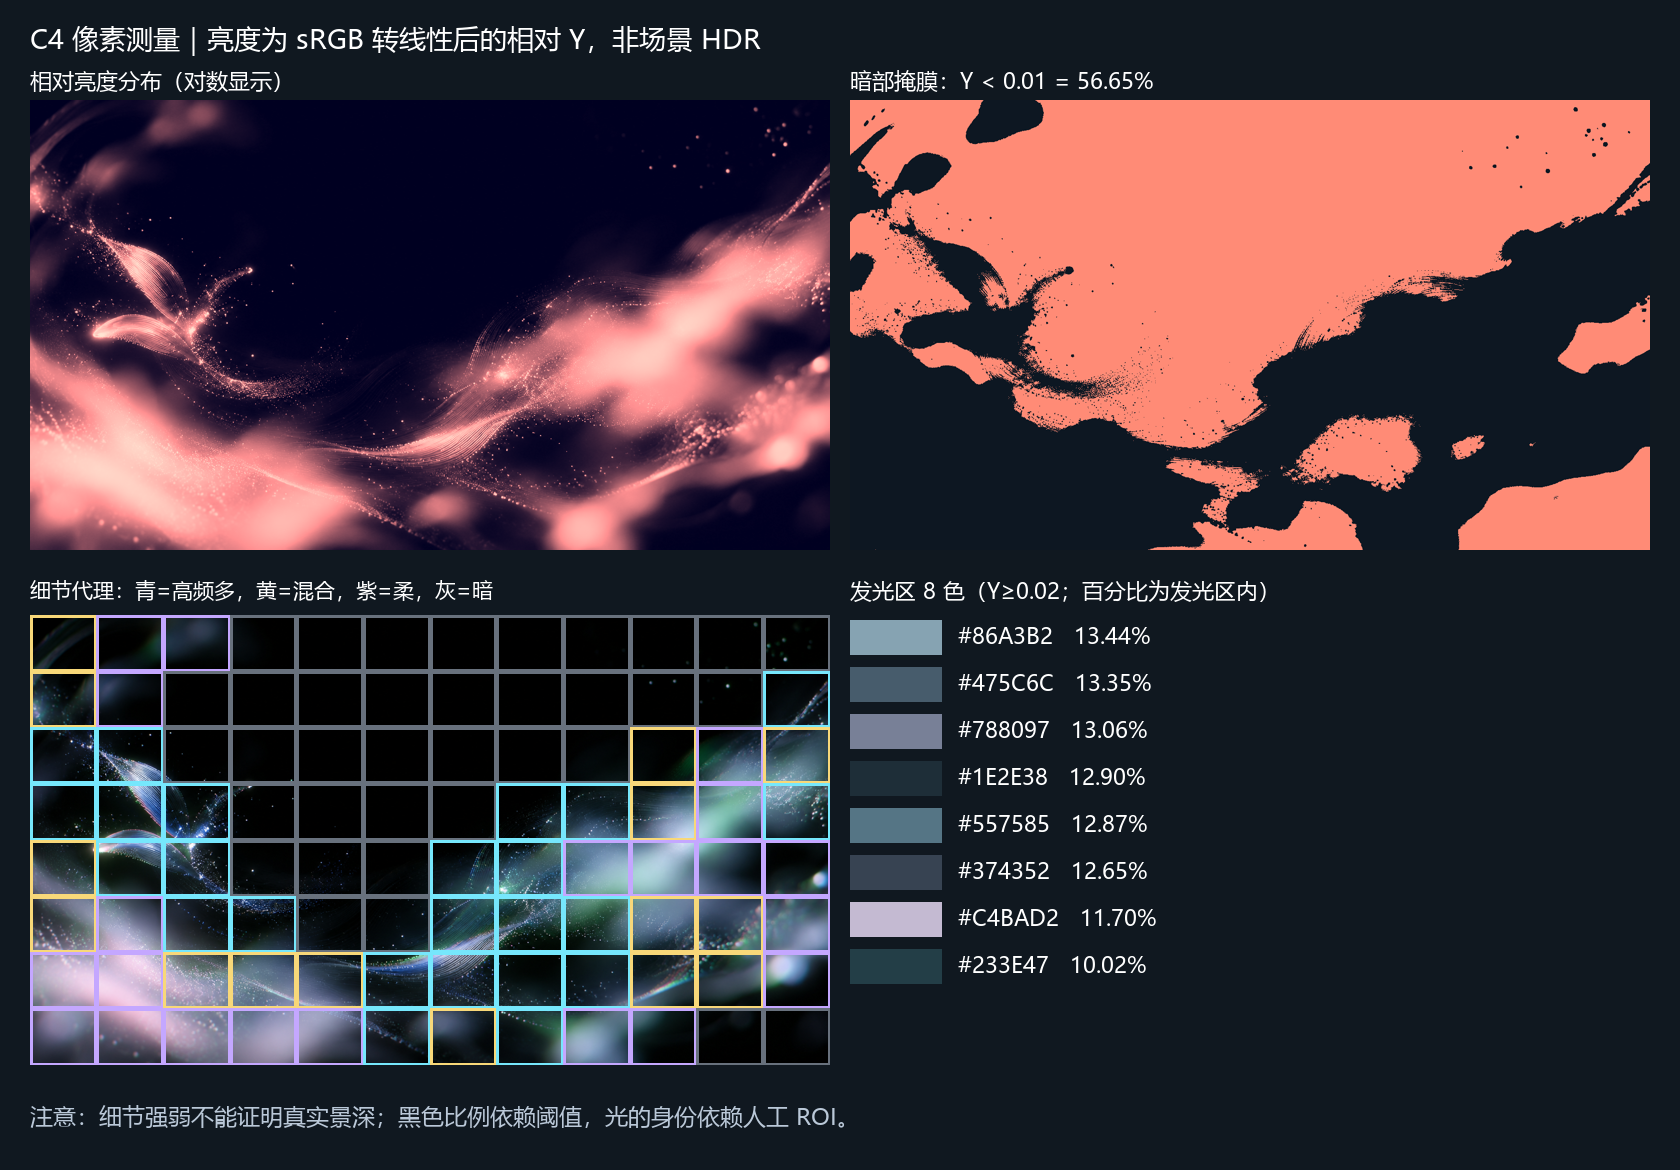 C4 像素测量 | 亮度为 sRGB 转线性后的相对 Y，非场景 HDR
相对亮度分布（对数显示）
暗部掩膜：Y < 0.01 = 56.65%
细节代理：青=高频多，黄=混合，紫=柔，灰=暗
发光区 8 色（Y≥0.02；百分比为发光区内）
#86A3B2 13.44%
#475C6C 13.35%
#788097 13.06%
#1E2E38 12.90%
#557585 12.87%
#374352 12.65%
#C4BAD2 11.70%
#233E47 10.02%
注意：细节强弱不能证明真实景深；黑色比例依赖阈值，光的身份依赖人工 ROI。